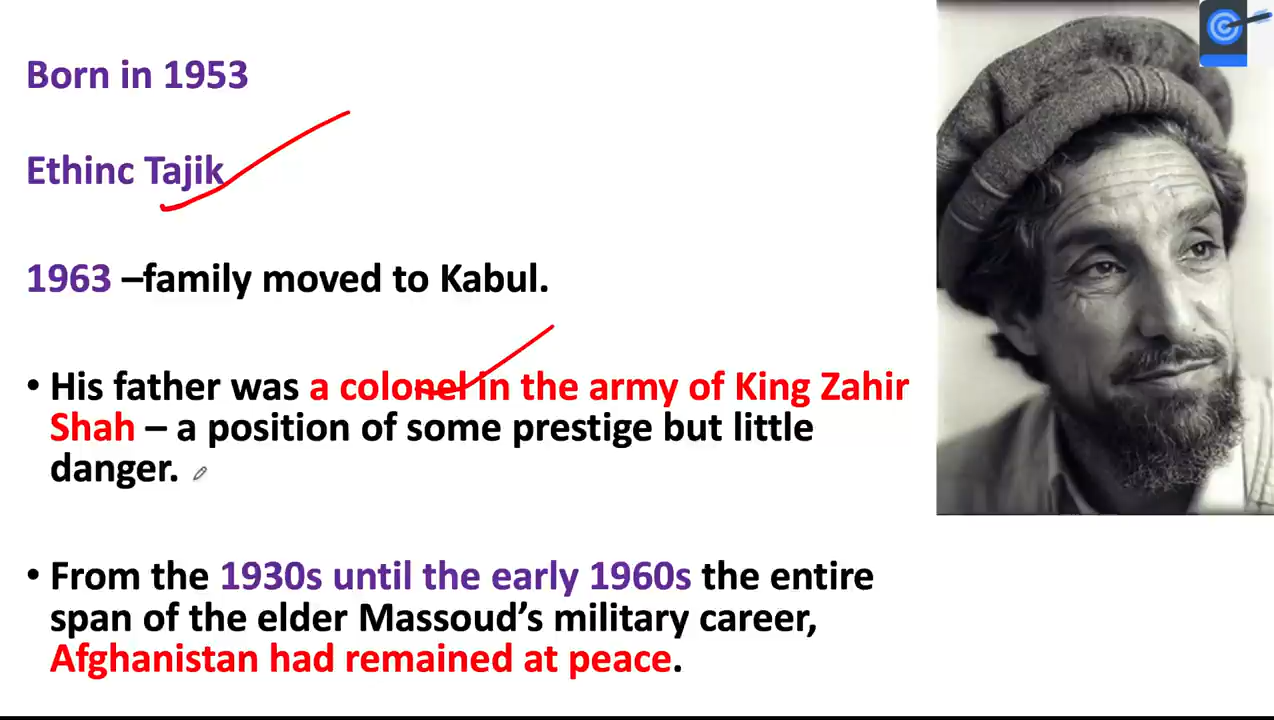 Born in 1953
Ethinc Tajik
1963 –family moved to Kabul.
• His father was a colonel in the army of King Zahir
Shah – a position of some prestige but little
danger.
• From the 1930s until the early 1960s the entire
span of the elder Massoud’s military career,
Afghanistan had remained at peace.